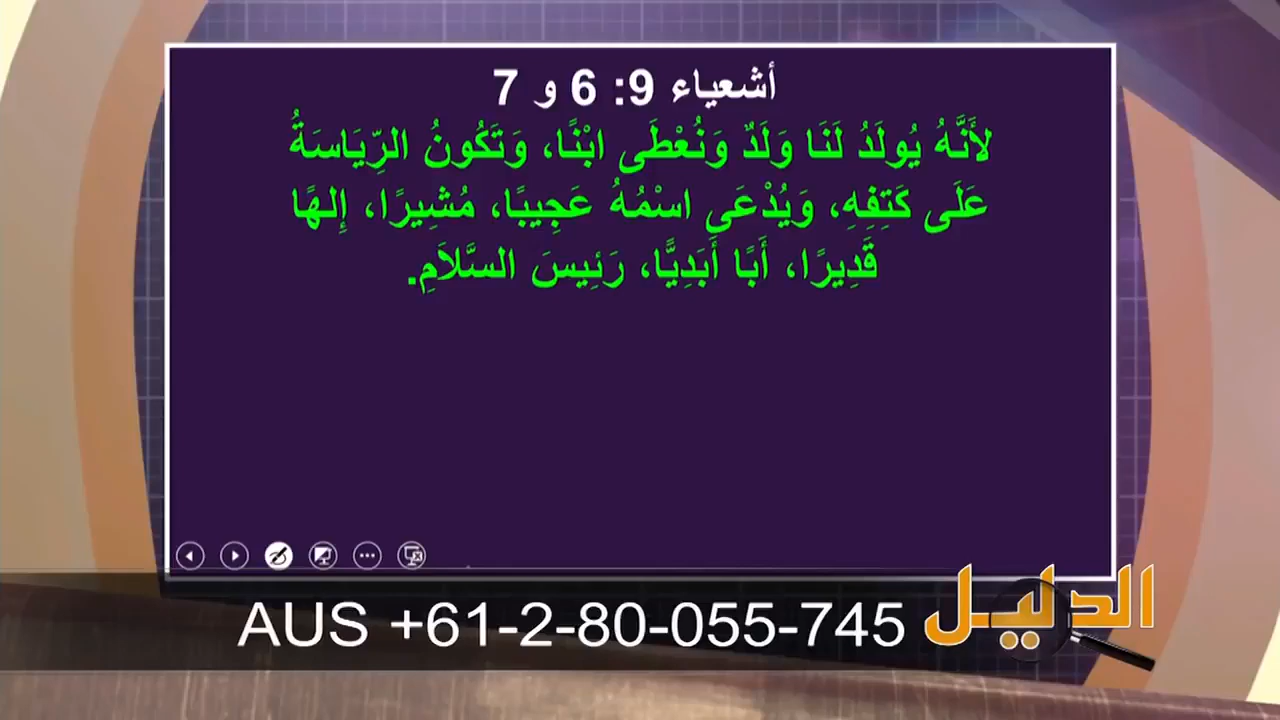 أشعياء 9: 6 و 7
لأَنَّهُ يُولَدُ لَنَا وَلَدٌ وَنُعْطَى ابْنًا، وَتَكُونُ الرِّيَاسَةُ
عَلَى كَتِفِهِ، وَيُدْعَى اسْمُهُ عَجِيبًا، مُشِيرًا، إِلهًا
قَدِيرًا، أَبًا أَبَدِيًّا، رَئِيسَ السَّلاَمِ.
AUS +61-2-80-055-745
الدليل